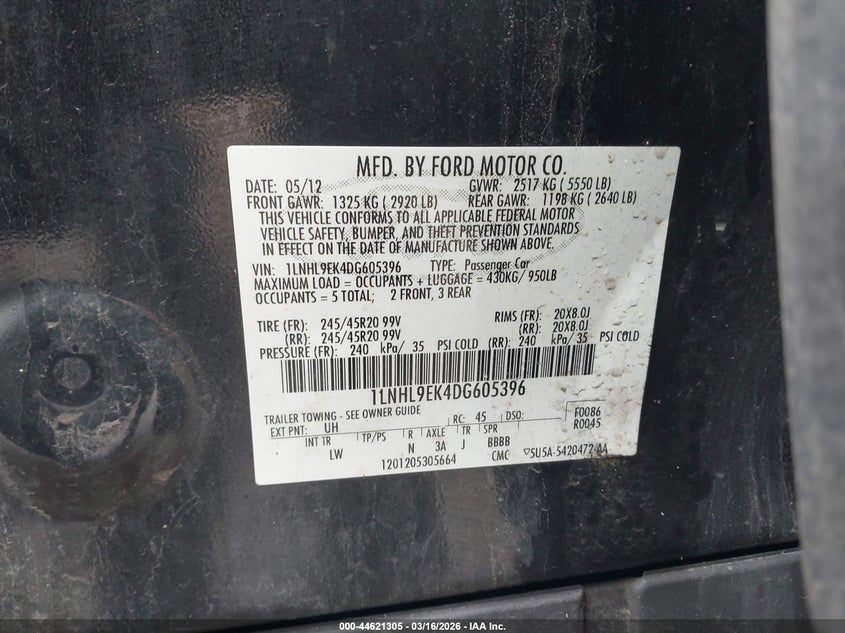 MFD. BY FORD MOTOR CO.
DATE: 05/12 GVWR: 2517 KG ( 5550 LB)
FRONT GAWR: 1325 KG ( 2920 LB) REAR GAWR: 1198 KG ( 2640 LB)
THIS VEHICLE CONFORMS TO ALL APPLICABLE FEDERAL MOTOR
VEHICLE SAFETY, BUMPER, AND THEFT PREVENTION STANDARDS
IN EFFECT ON THE DATE OF MANUFACTURE SHOWN ABOVE.
VIN: 1LNHL9EK4DG605396 TYPE: Passenger Car
MAXIMUM LOAD = OCCUPANTS + LUGGAGE = 430KG/ 950LB
OCCUPANTS = 5 TOTAL; 2 FRONT, 3 REAR
TIRE (FR): 245/45R20 99V RIMS (FR): 20X8.0J
(RR): 245/45R20 99V (RR): 20X8.0J
PRESSURE (FR): 240 kPa/ 35 PSI COLD (RR): 240 kPa/ 35 PSI COLD
1LNHL9EK4DG605396
TRAILER TOWING - SEE OWNER GUIDE RC: 45 DSO: F0086
EXT PNT: UH R0045
INT TR TP/PS R AXLE TR SPR
LW N 3A J BBBB
1201205305664 CMC 5U5A-5420472-AA
000-44621305 - 03/16/2026 - IAA Inc.